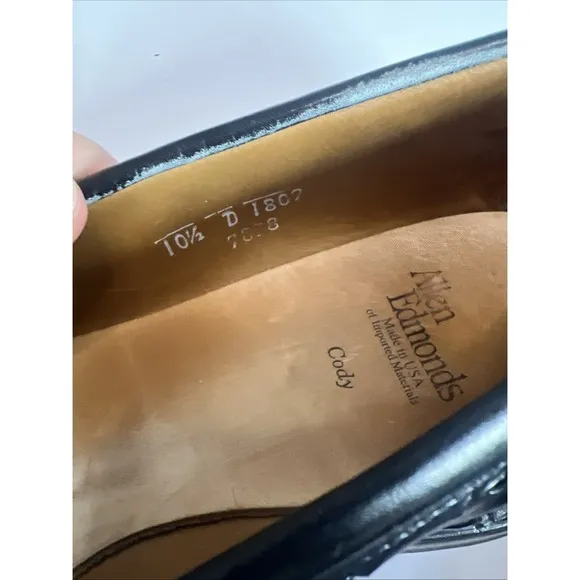 10½ D 1807
Allen
Edmonds
Made in USA
of Imported Materials
Cody